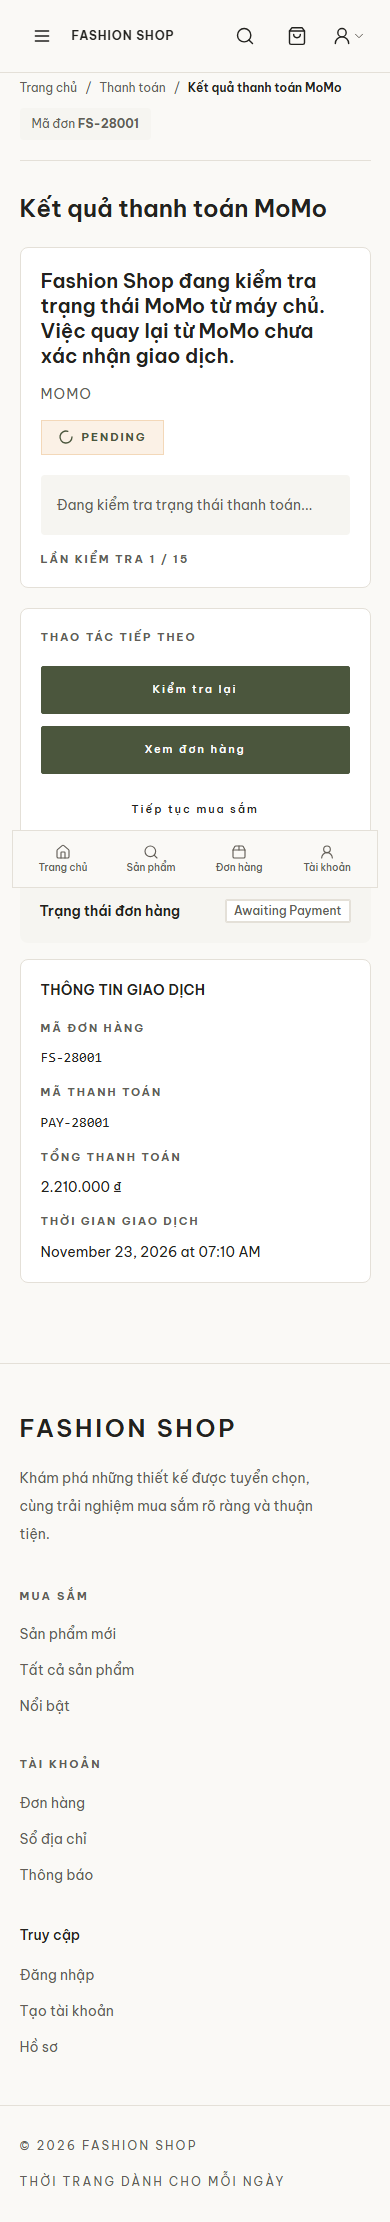 FASHION SHOP
Trang chủ / Thanh toán / Kết quả thanh toán MoMo
Mã đơn FS-28001
Kết quả thanh toán MoMo
Fashion Shop đang kiểm tra
trạng thái MoMo từ máy chủ.
Việc quay lại từ MoMo chưa
xác nhận giao dịch.
MOMO
PENDING
Đang kiểm tra trạng thái thanh toán...
LẦN KIỂM TRA 1 / 15
THAO TÁC TIẾP THEO
Kiểm tra lại
Xem đơn hàng
Tiếp tục mua sắm
Trang chủ Sản phẩm Đơn hàng Tài khoản
Trạng thái đơn hàng Awaiting Payment
THÔNG TIN GIAO DỊCH
MÃ ĐƠN HÀNG
FS-28001
MÃ THANH TOÁN
PAY-28001
TỔNG THANH TOÁN
2.210.000 ₫
THỜI GIAN GIAO DỊCH
November 23, 2026 at 07:10 AM
FASHION SHOP
Khám phá những thiết kế được tuyển chọn,
cùng trải nghiệm mua sắm rõ ràng và thuận
tiện.
MUA SẮM
Sản phẩm mới
Tất cả sản phẩm
Nổi bật
TÀI KHOẢN
Đơn hàng
Sổ địa chỉ
Thông báo
Truy cập
Đăng nhập
Tạo tài khoản
Hồ sơ
© 2026 FASHION SHOP
THỜI TRANG DÀNH CHO MỖI NGÀY